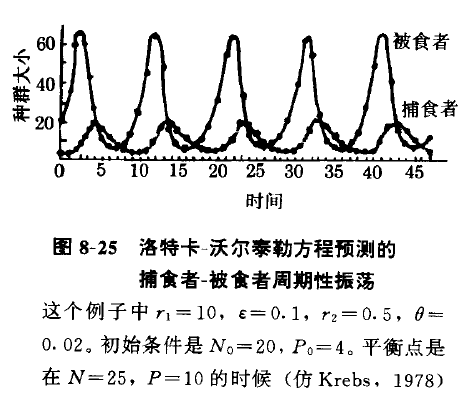 种群大小
60
40
20
被食者
捕食者
0 5 10 15 20 25 30 35 40 45
时间
图 8-25 洛特卡-沃尔泰勒方程预测的
捕食者-被食者周期性振荡
这个例子中 r₁=10，ε=0.1，r₂=0.5，θ=
0.02。初始条件是 N₀=20，P₀=4。平衡点是
在 N=25，P=10 的时候（仿 Krebs，1978）